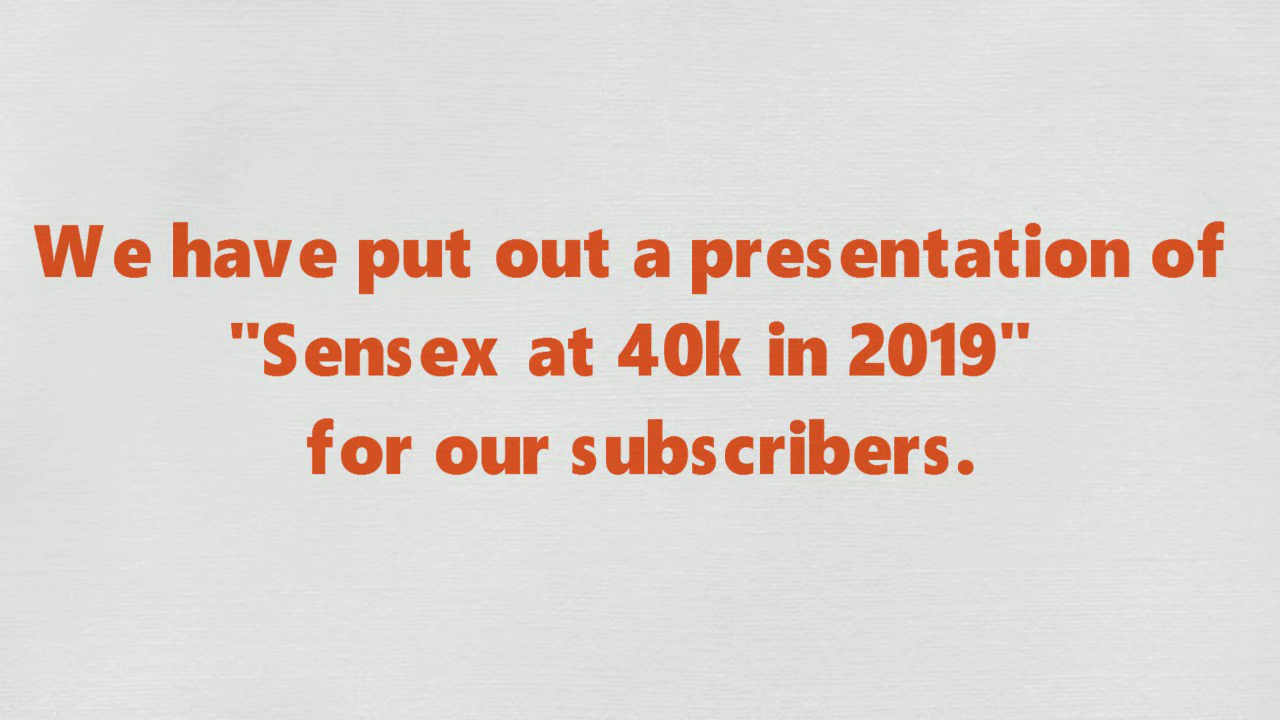 We have put out a presentation of
"Sensex at 40k in 2019"
for our subscribers.